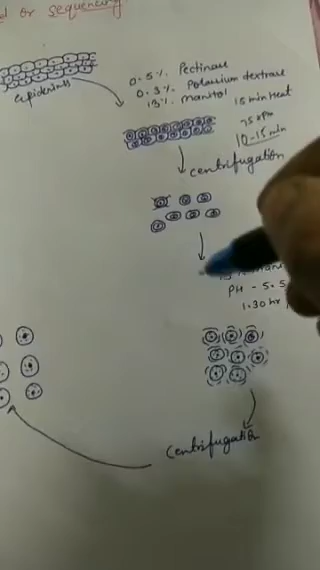 or sequencing
epidermis
0.5% Pectinase
0.3% Potassium dextrase
13% Manitol
15 min Heat
75 rpm
10-15 min
centrifugation
PH - 5.5
1.30 hr
Centrifugation